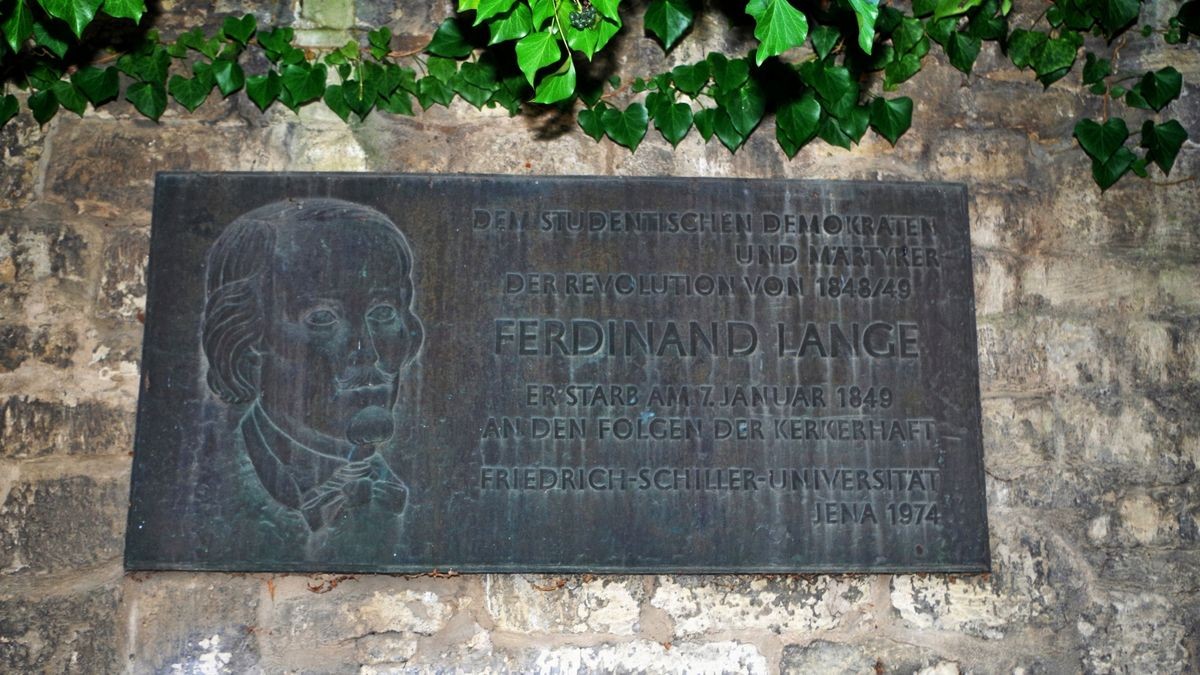 DEM STUDENTISCHEN DEMOKRATEN
UND MÄRTYRER
DER REVOLUTION VON 1848/49
FERDINAND LANGE
ER STARB AM 7. JANUAR 1849
AN DEN FOLGEN DER KERKERHAFT
FRIEDRICH-SCHILLER-UNIVERSITÄT
JENA 1974